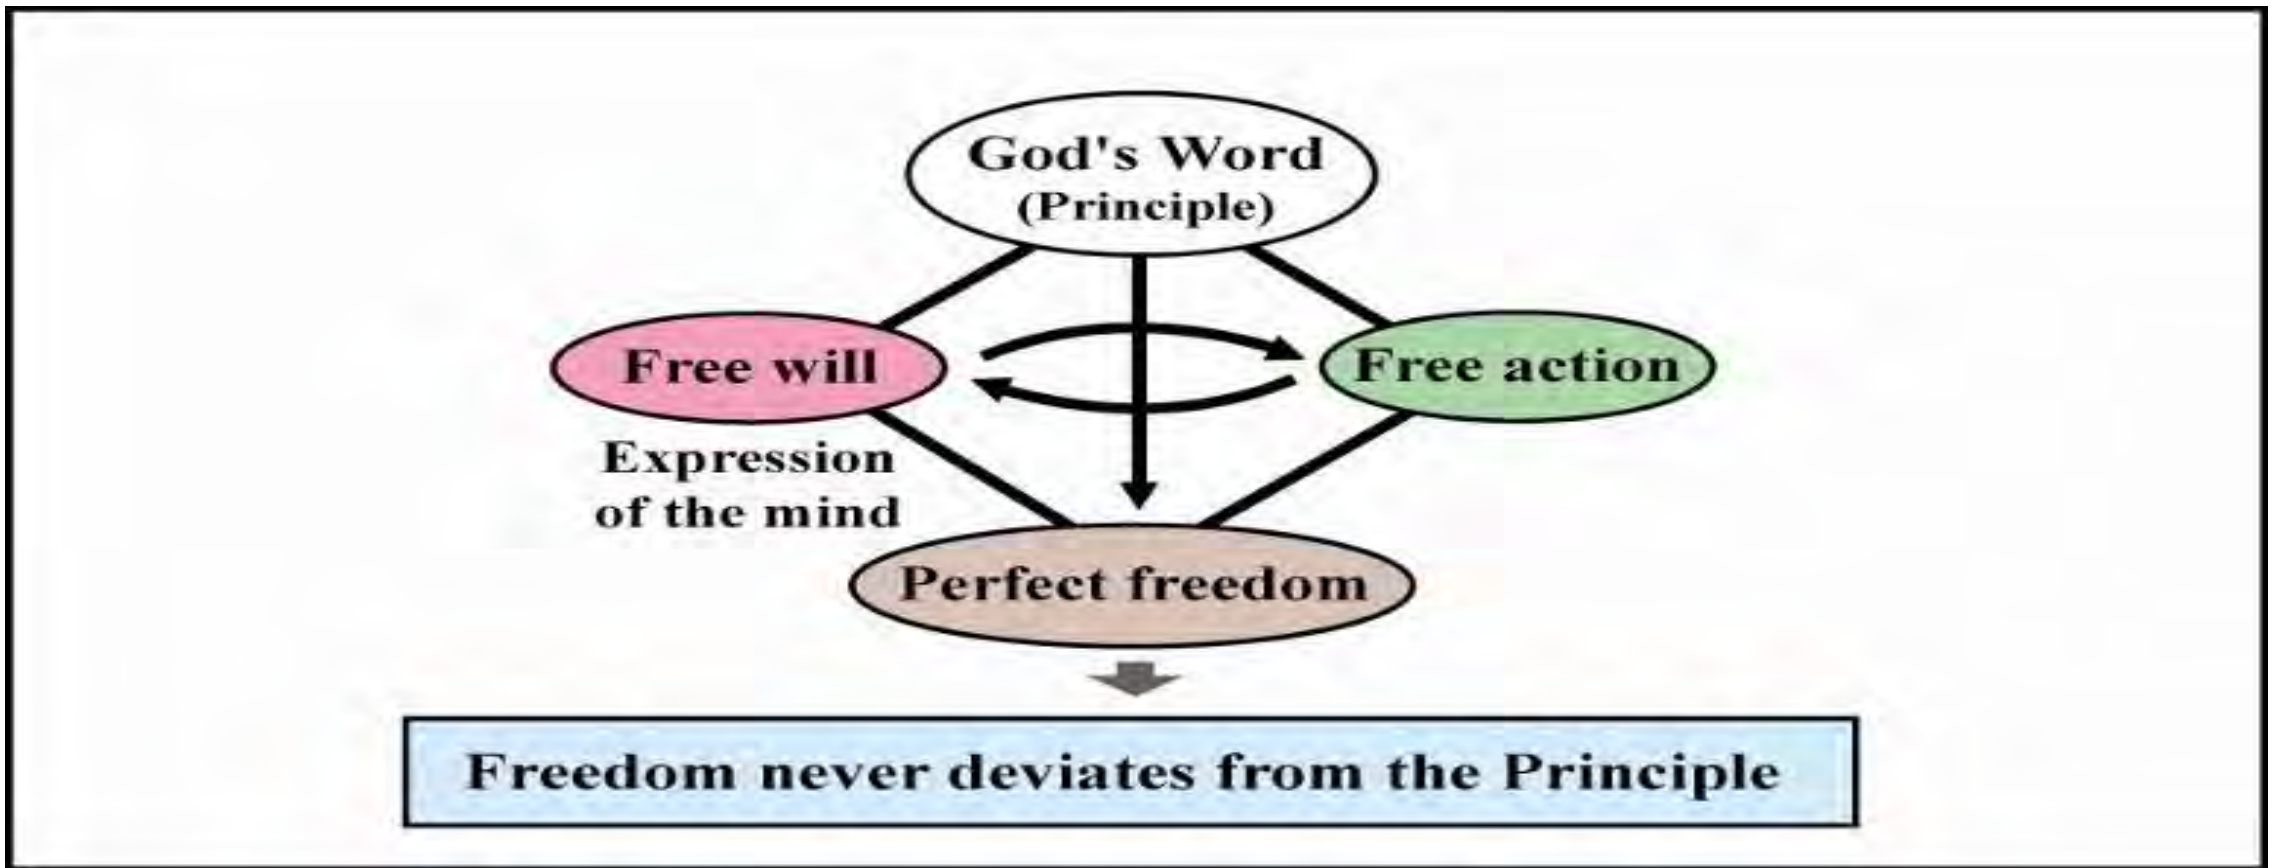 God's Word
(Principle)
Free will
Free action
Expression
of the mind
Perfect freedom
Freedom never deviates from the Principle